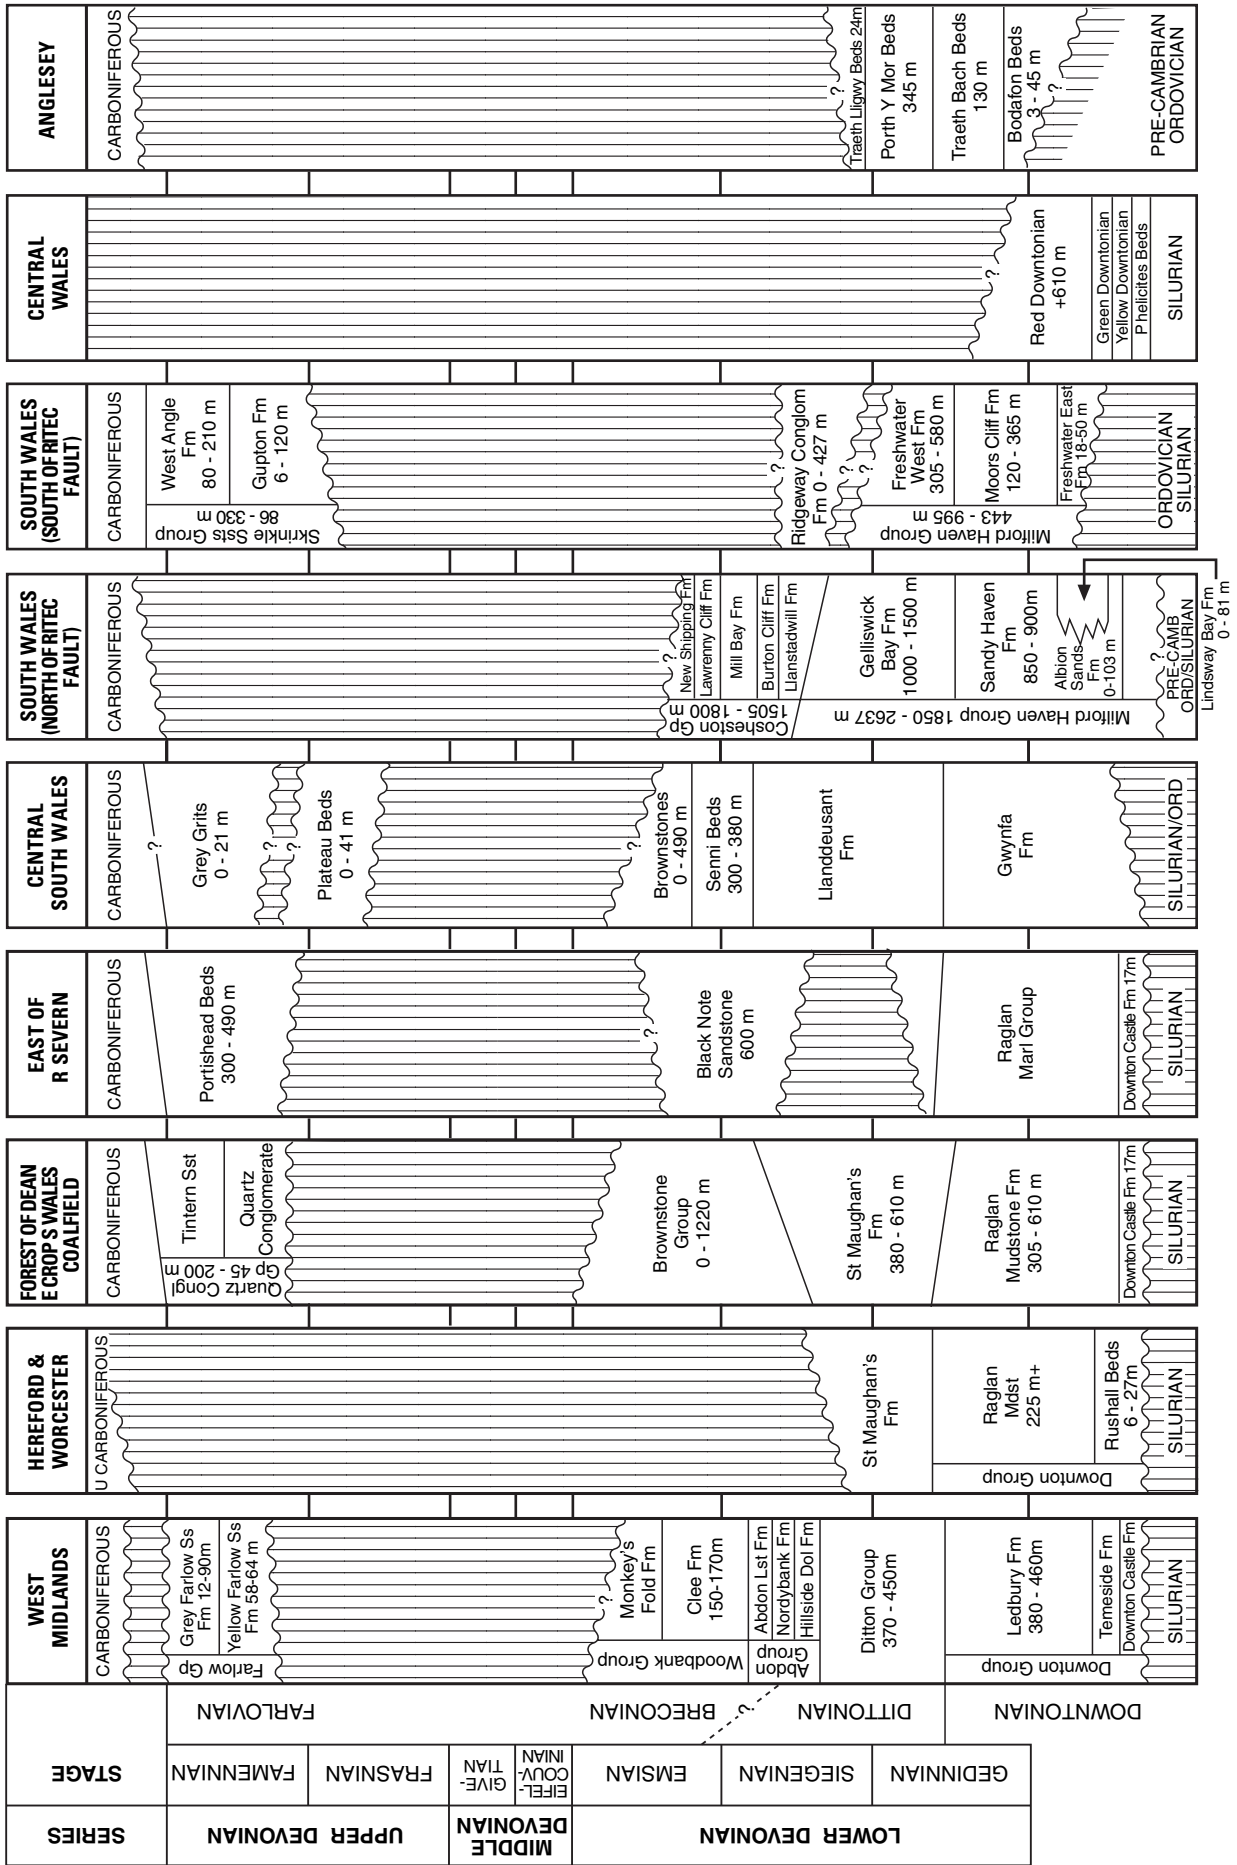 SERIES
STAGE
UPPER DEVONIAN
MIDDLE
DEVONIAN
LOWER DEVONIAN
FAMENNIAN
FRASNIAN
GIVE-
TIAN
EIFEL-
COUV-
INIAN
EMSIAN
SIEGENIAN
GEDINNIAN
FARLOVIAN
BRECONIAN
?
DITTONIAN
DOWNTONIAN
WEST
MIDLANDS
CARBONIFEROUS
Grey Farlow Ss
Fm 12-90m
Yellow Farlow Ss
Fm 58-64 m
Farlow Gp
?
Monkey's
Fold Fm
Clee Fm
150-170m
Woodbank Group
Abdon Lst Fm
Nordybank Fm
Hillside Dol Fm
Abdon
Group
Ditton Group
370 - 450m
Ledbury Fm
380 - 460m
Temeside Fm
Downton Castle Fm
Downton Group
SILURIAN
HEREFORD &
WORCESTER
U CARBONIFEROUS
St Maughan's
Fm
Raglan
Mdst
225 m+
Rushall Beds
6 - 27m
Downton Group
SILURIAN
FOREST OF DEAN
E CROP S WALES
COALFIELD
CARBONIFEROUS
Tintern Sst
Quartz
Conglomerate
Quartz Congl
Gp 45 - 200 m
Brownstone
Group
0 - 1220 m
St Maughan's
Fm
380 - 610 m
Raglan
Mudstone Fm
305 - 610 m
Downton Castle Fm 17m
SILURIAN
EAST OF
R SEVERN
CARBONIFEROUS
Portishead Beds
300 - 490 m
?
Black Note
Sandstone
600 m
Raglan
Marl Group
Downton Castle Fm 17m
SILURIAN
CENTRAL
SOUTH WALES
CARBONIFEROUS
?
Grey Grits
0 - 21 m
?
?
Plateau Beds
0 - 41 m
?
Brownstones
0 - 490 m
Senni Beds
300 - 380 m
Llanddeusant
Fm
Gwynfa
Fm
SILURIAN/ORD
SOUTH WALES
(NORTH OF RITEC
FAULT)
CARBONIFEROUS
?
New Shipping Fm
Lawrenny Cliff Fm
Mill Bay Fm
Burton Cliff Fm
Llanstadwill Fm
Cosheston Gp
1505 - 1800 m
Gelliswick
Bay Fm
1000 - 1500 m
Sandy Haven
Fm
850 - 900m
Albion
Sands
Fm
0-103 m
Milford Haven Group 1850 - 2637 m
?
PRE-CAMB
ORD/SILURIAN
Lindsway Bay Fm
0 - 81 m
SOUTH WALES
(SOUTH OF RITEC
FAULT)
CARBONIFEROUS
West Angle
Fm
80 - 210 m
Gupton Fm
6 - 120 m
Skrinkle Ssts Group
86 - 330 m
?
Ridgeway Conglom
Fm 0 - 427 m
?
?
Freshwater
West Fm
305 - 580 m
Moors Cliff Fm
120 - 365 m
Freshwater East
Fm 18-50 m
Milford Haven Group
443 - 995 m
ORDOVICIAN
SILURIAN
CENTRAL
WALES
?
Red Downtonian
+610 m
Green Downtonian
Yellow Downtonian
P helicites Beds
SILURIAN
ANGLESEY
CARBONIFEROUS
?
Traeth Lligwy Beds 24m
Porth Y Mor Beds
345 m
Traeth Bach Beds
130 m
Bodafon Beds
3 - 45 m
?
PRE-CAMBRIAN
ORDOVICIAN